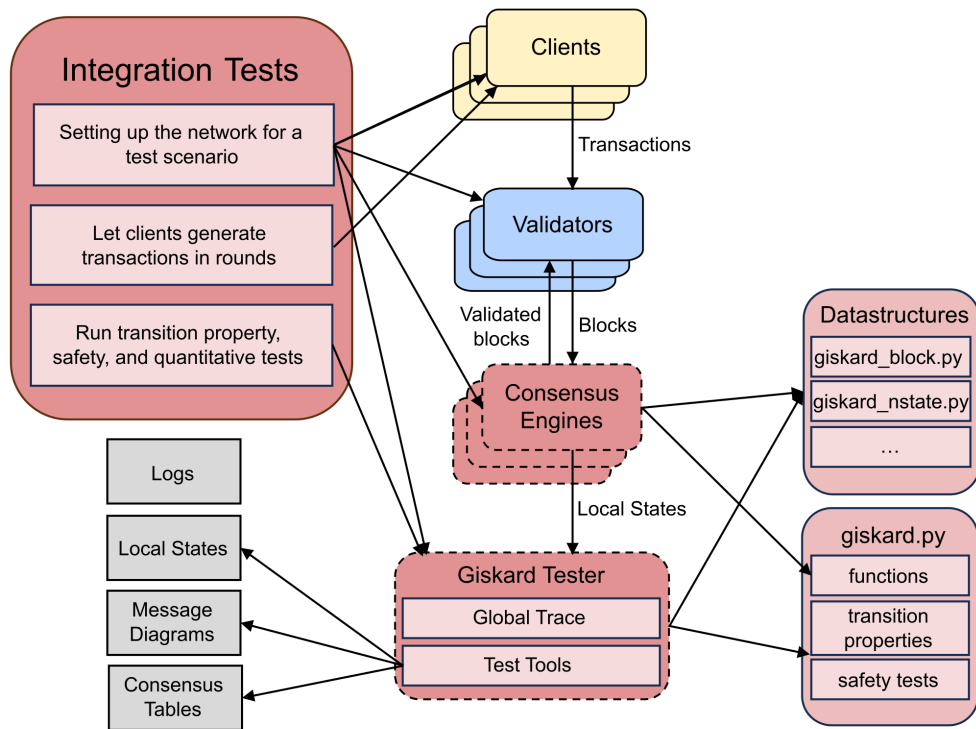 Integration Tests
Setting up the network for a
test scenario
Let clients generate
transactions in rounds
Run transition property,
safety, and quantitative tests
Clients
Transactions
Validators
Validated
blocks
Blocks
Consensus
Engines
Local States
Giskard Tester
Global Trace
Test Tools
Logs
Local States
Message
Diagrams
Consensus
Tables
Datastructures
giskard_block.py
giskard_nstate.py
…
giskard.py
functions
transition
properties
safety tests